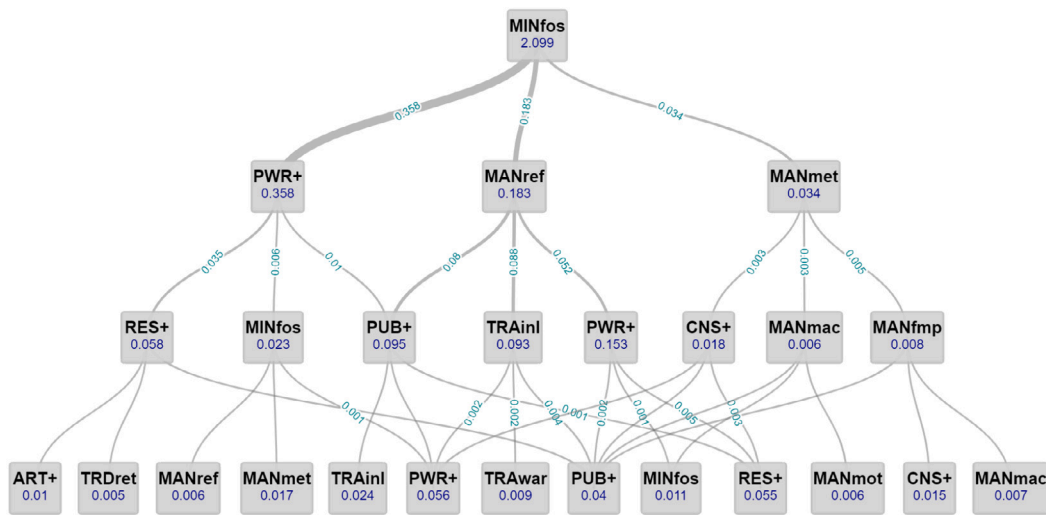 MINfos
2.099
0.358
0.183
0.034
PWR+
0.358
MANref
0.183
MANmet
0.034
0.035
0.006
0.01
0.08
0.088
0.052
0.003
0.003
0.005
RES+
0.058
MINfos
0.023
PUB+
0.095
TRAinl
0.093
PWR+
0.153
CNS+
0.018
MANmac
0.006
MANfmp
0.008
0.001
0.002
0.002
0.004
0.001
0.001
0.005
0.003
ART+
0.01
TRDret
0.005
MANref
0.006
MANmet
0.017
TRAinl
0.024
PWR+
0.056
TRAwar
0.009
PUB+
0.04
MINfos
0.011
RES+
0.055
MANmot
0.006
CNS+
0.015
MANmac
0.007